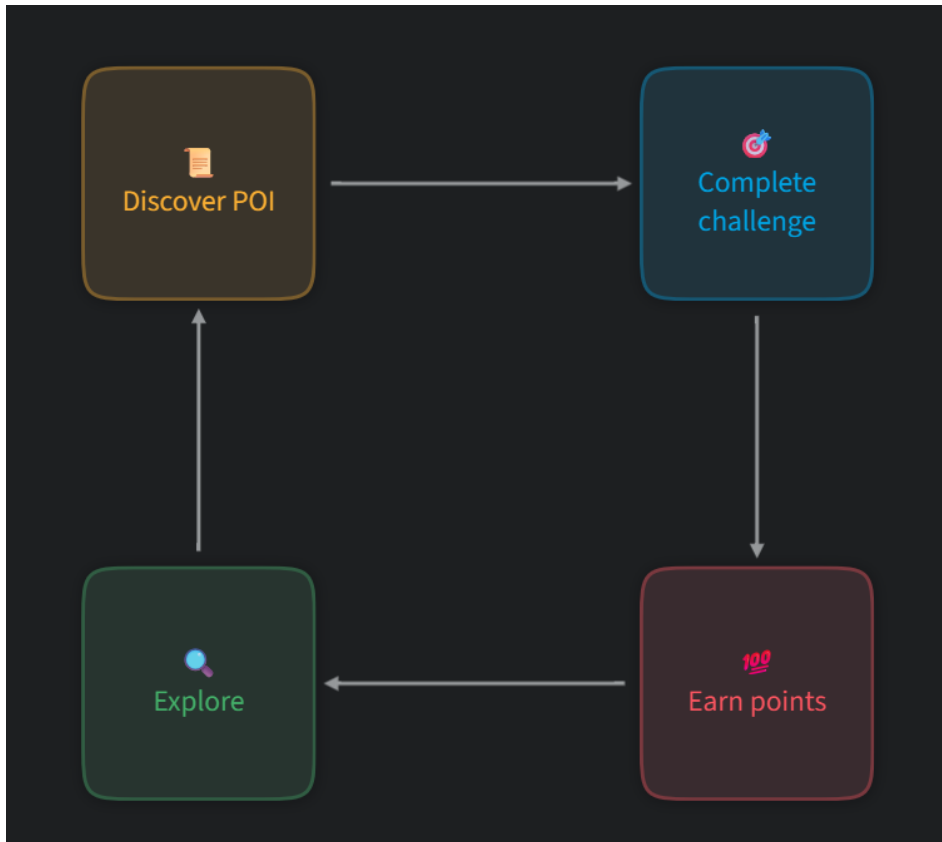 📜
Discover POI
🎯
Complete
challenge
🔍
Explore
💯
Earn points